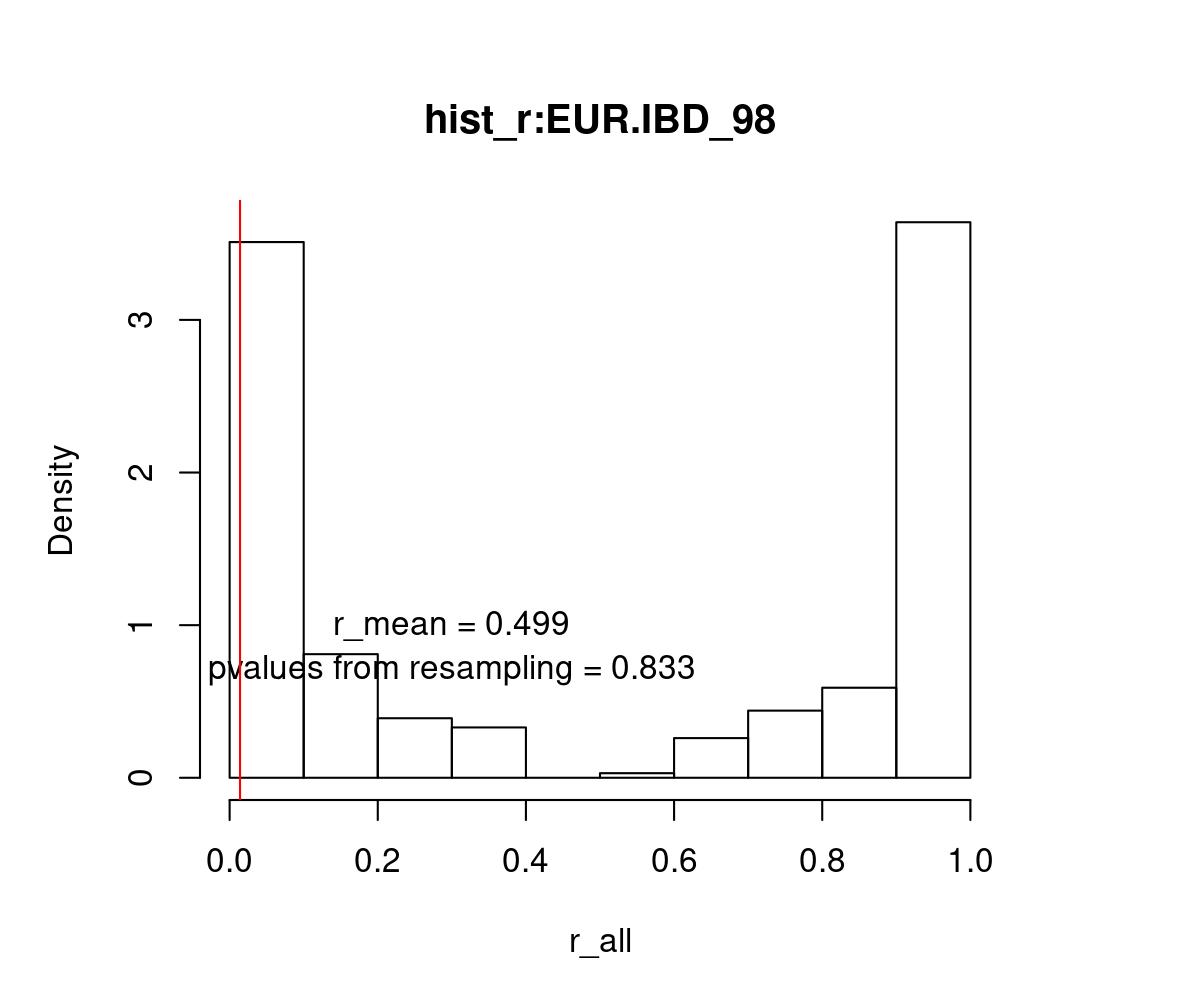 hist_r:EUR.IBD_98
Density
3
2
1
0
r_mean = 0.499
pvalues from resampling = 0.833
0.0 0.2 0.4 0.6 0.8 1.0
r_all